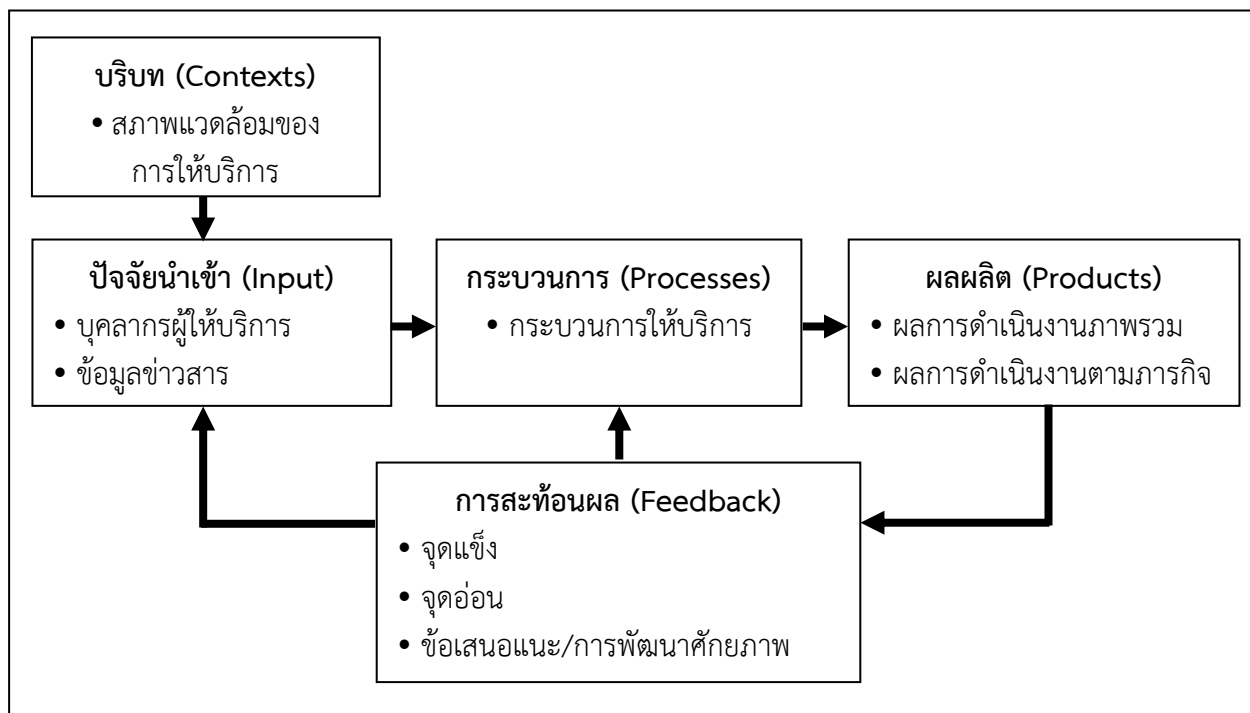 บริบท (Contexts)
• สภาพแวดล้อมของ
การให้บริการ
ปัจจัยนำเข้า (Input)
• บุคลากรผู้ให้บริการ
• ข้อมูลข่าวสาร
กระบวนการ (Processes)
• กระบวนการให้บริการ
ผลผลิต (Products)
• ผลการดำเนินงานภาพรวม
• ผลการดำเนินงานตามภารกิจ
การสะท้อนผล (Feedback)
• จุดแข็ง
• จุดอ่อน
• ข้อเสนอแนะ/การพัฒนาศักยภาพ